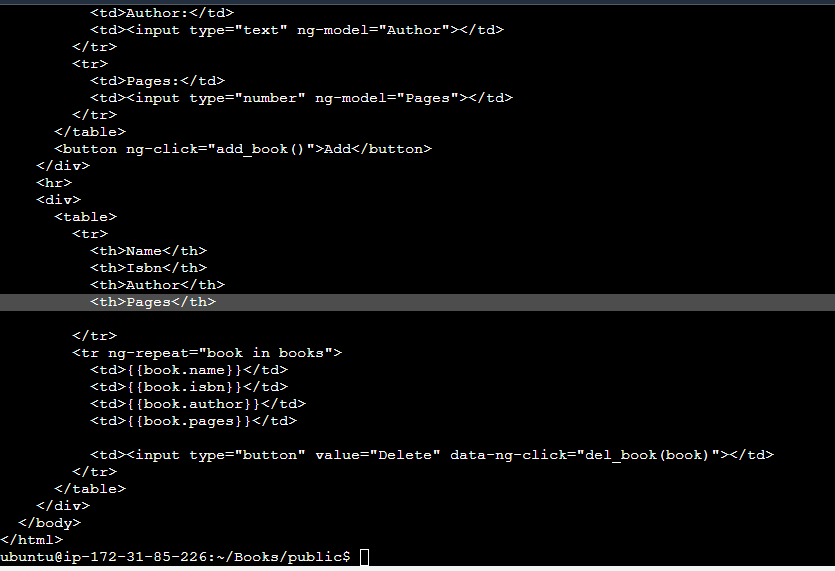 <td>Author:</td>
<td><input type="text" ng-model="Author"></td>
</tr>
<tr>
<td>Pages:</td>
<td><input type="number" ng-model="Pages"></td>
</tr>
</table>
<button ng-click="add_book()">Add</button>
</div>
<hr>
<div>
<table>
<tr>
<th>Name</th>
<th>Isbn</th>
<th>Author</th>
<th>Pages</th>
</tr>
<tr ng-repeat="book in books">
<td>{{book.name}}</td>
<td>{{book.isbn}}</td>
<td>{{book.author}}</td>
<td>{{book.pages}}</td>
<td><input type="button" value="Delete" data-ng-click="del_book(book)"></td>
</tr>
</table>
</div>
</body>
</html>
ubuntu@ip-172-31-85-226:~/Books/public$